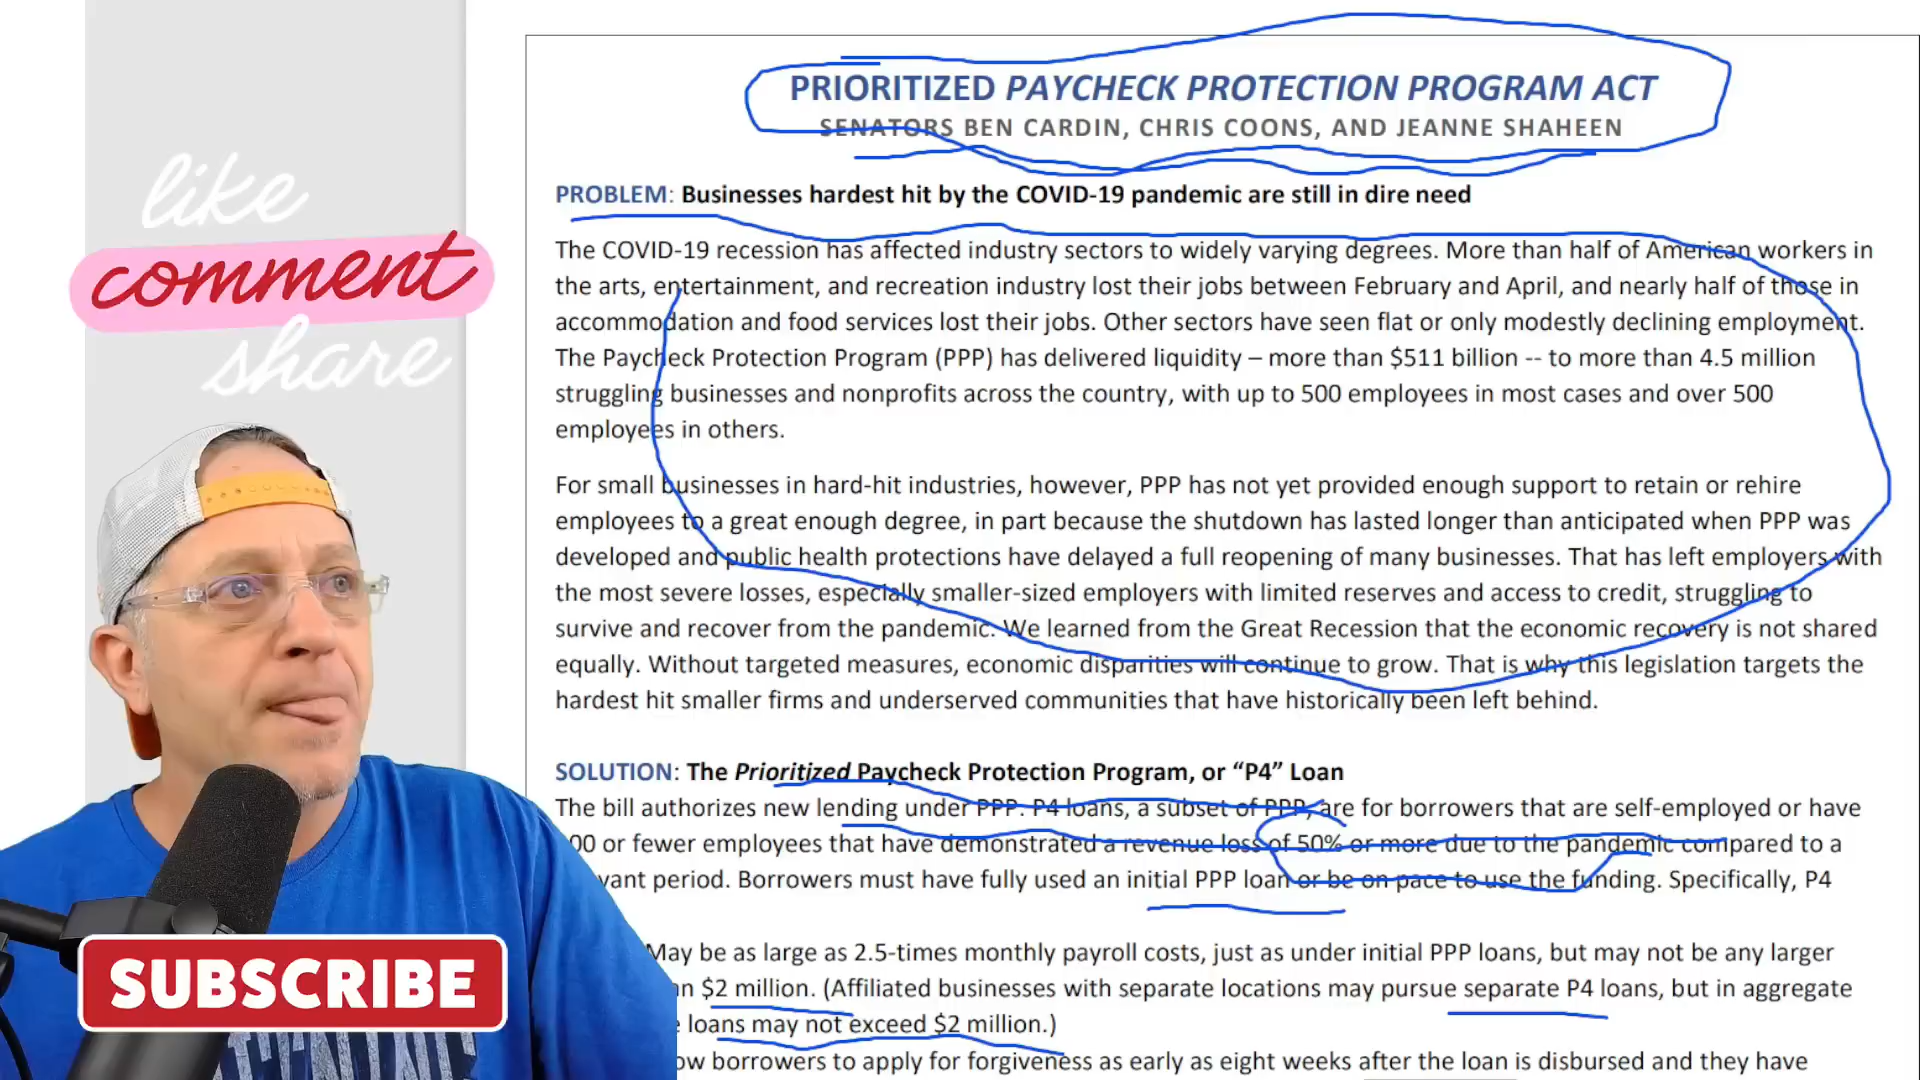 like
comment
share
SUBSCRIBE
PRIORITIZED PAYCHECK PROTECTION PROGRAM ACT
SENATORS BEN CARDIN, CHRIS COONS, AND JEANNE SHAHEEN
PROBLEM: Businesses hardest hit by the COVID-19 pandemic are still in dire need
The COVID-19 recession has affected industry sectors to widely varying degrees. More than half of American workers in
the arts, entertainment, and recreation industry lost their jobs between February and April, and nearly half of those in
accommodation and food services lost their jobs. Other sectors have seen flat or only modestly declining employment.
The Paycheck Protection Program (PPP) has delivered liquidity – more than $511 billion -- to more than 4.5 million
struggling businesses and nonprofits across the country, with up to 500 employees in most cases and over 500
employees in others.
For small businesses in hard-hit industries, however, PPP has not yet provided enough support to retain or rehire
employees to a great enough degree, in part because the shutdown has lasted longer than anticipated when PPP was
developed and public health protections have delayed a full reopening of many businesses. That has left employers with
the most severe losses, especially smaller-sized employers with limited reserves and access to credit, struggling to
survive and recover from the pandemic. We learned from the Great Recession that the economic recovery is not shared
equally. Without targeted measures, economic disparities will continue to grow. That is why this legislation targets the
hardest hit smaller firms and underserved communities that have historically been left behind.
SOLUTION: The Prioritized Paycheck Protection Program, or “P4” Loan
The bill authorizes new lending under PPP. P4 loans, a subset of PPP, are for borrowers that are self-employed or have
00 or fewer employees that have demonstrated a revenue loss of 50% or more due to the pandemic compared to a
vant period. Borrowers must have fully used an initial PPP loan or be on pace to use the funding. Specifically, P4
May be as large as 2.5-times monthly payroll costs, just as under initial PPP loans, but may not be any larger
n $2 million. (Affiliated businesses with separate locations may pursue separate P4 loans, but in aggregate
e loans may not exceed $2 million.)
ow borrowers to apply for forgiveness as early as eight weeks after the loan is disbursed and they have